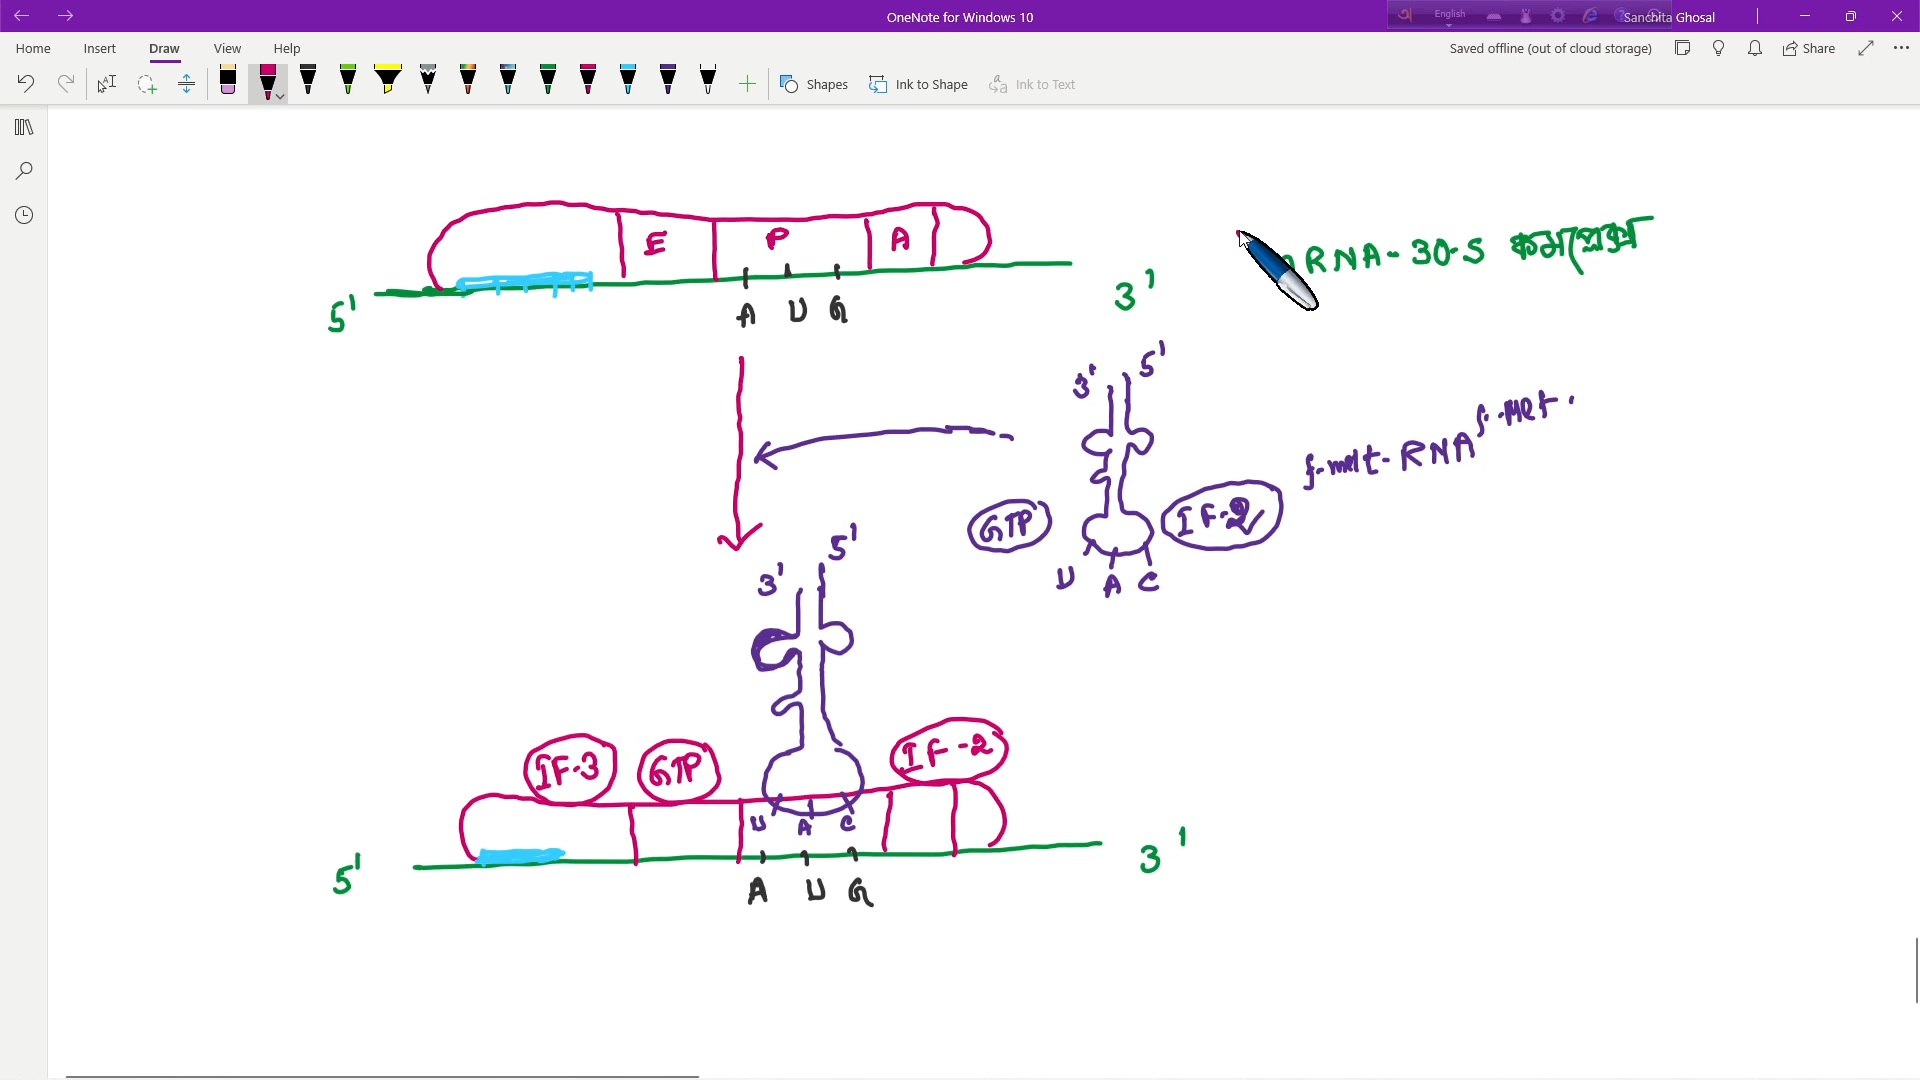 OneNote for Windows 10
English
Sanchita Ghosal
Home Insert Draw View Help
Saved offline (out of cloud storage)
Share
Shapes
Ink to Shape
Ink to Text
E P A
5' 3'
A U G
RNA-30-S কমপ্লেক্স
3' 5'
f-met-RNA f-Met.
GTP IF-2
U A C
3' 5'
IF-3 GTP IF-2
U A C
5' 3'
A U G